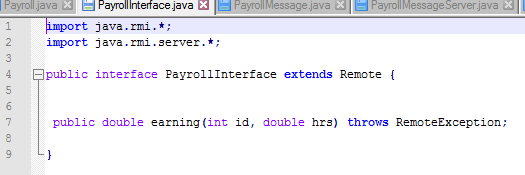 Payroll.java PayrollInterface.java PayrollMessage.java PayrollMessageServer.java
1 import java.rmi.*;
2 import java.rmi.server.*;
3
4 public interface PayrollInterface extends Remote {
5
6
7 public double earning(int id, double hrs) throws RemoteException;
8
9 }